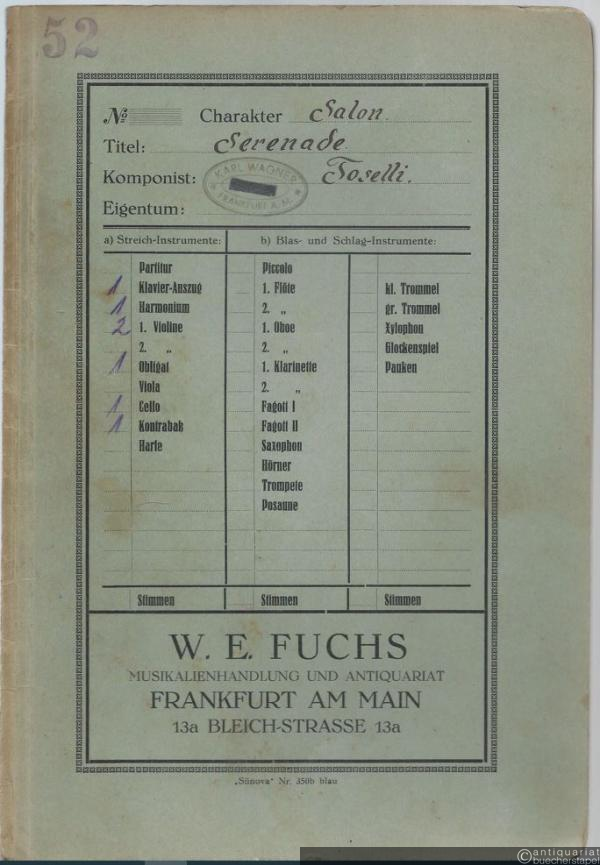 52
№ Charakter Salon.
Titel: Serenade.
KARL WAGNER
FRANKFURT A. M.
Komponist: Toselli.
Eigentum:
a) Streich-Instrumente: b) Blas- und Schlag-Instrumente:
Partitur Piccolo
1 Klavier-Auszug 1. Flöte kl. Trommel
1 Harmonium 2. „ gr. Trommel
2 1. Violine 1. Oboe Xylophon
2. „ 2. „ Glockenspiel
1 Obligat 1. Klarinette Pauken
Viola 2. „
1 Cello Fagott I
1 Kontrabaß Fagott II
Harfe Saxophon
Hörner
Trompete
Posaune
Stimmen Stimmen Stimmen
W. E. FUCHS
MUSIKALIENHANDLUNG UND ANTIQUARIAT
FRANKFURT AM MAIN
13a BLEICH-STRASSE 13a
„Sünova“ Nr. 350b blau
©antiquariat
buecherstapel